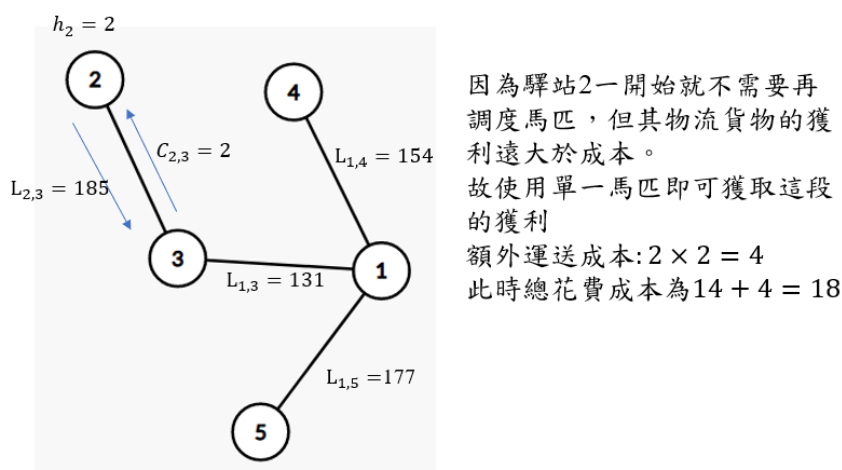 h₂ = 2
2
4
C₂,₃ = 2
L₁,₄ = 154
L₂,₃ = 185
3
1
L₁,₃ = 131
L₁,₅ =177
5
因為驛站2一開始就不需要再
調度馬匹，但其物流貨物的獲
利遠大於成本。
故使用單一馬匹即可獲取這段
的獲利
額外運送成本: 2 × 2 = 4
此時總花費成本為14 + 4 = 18